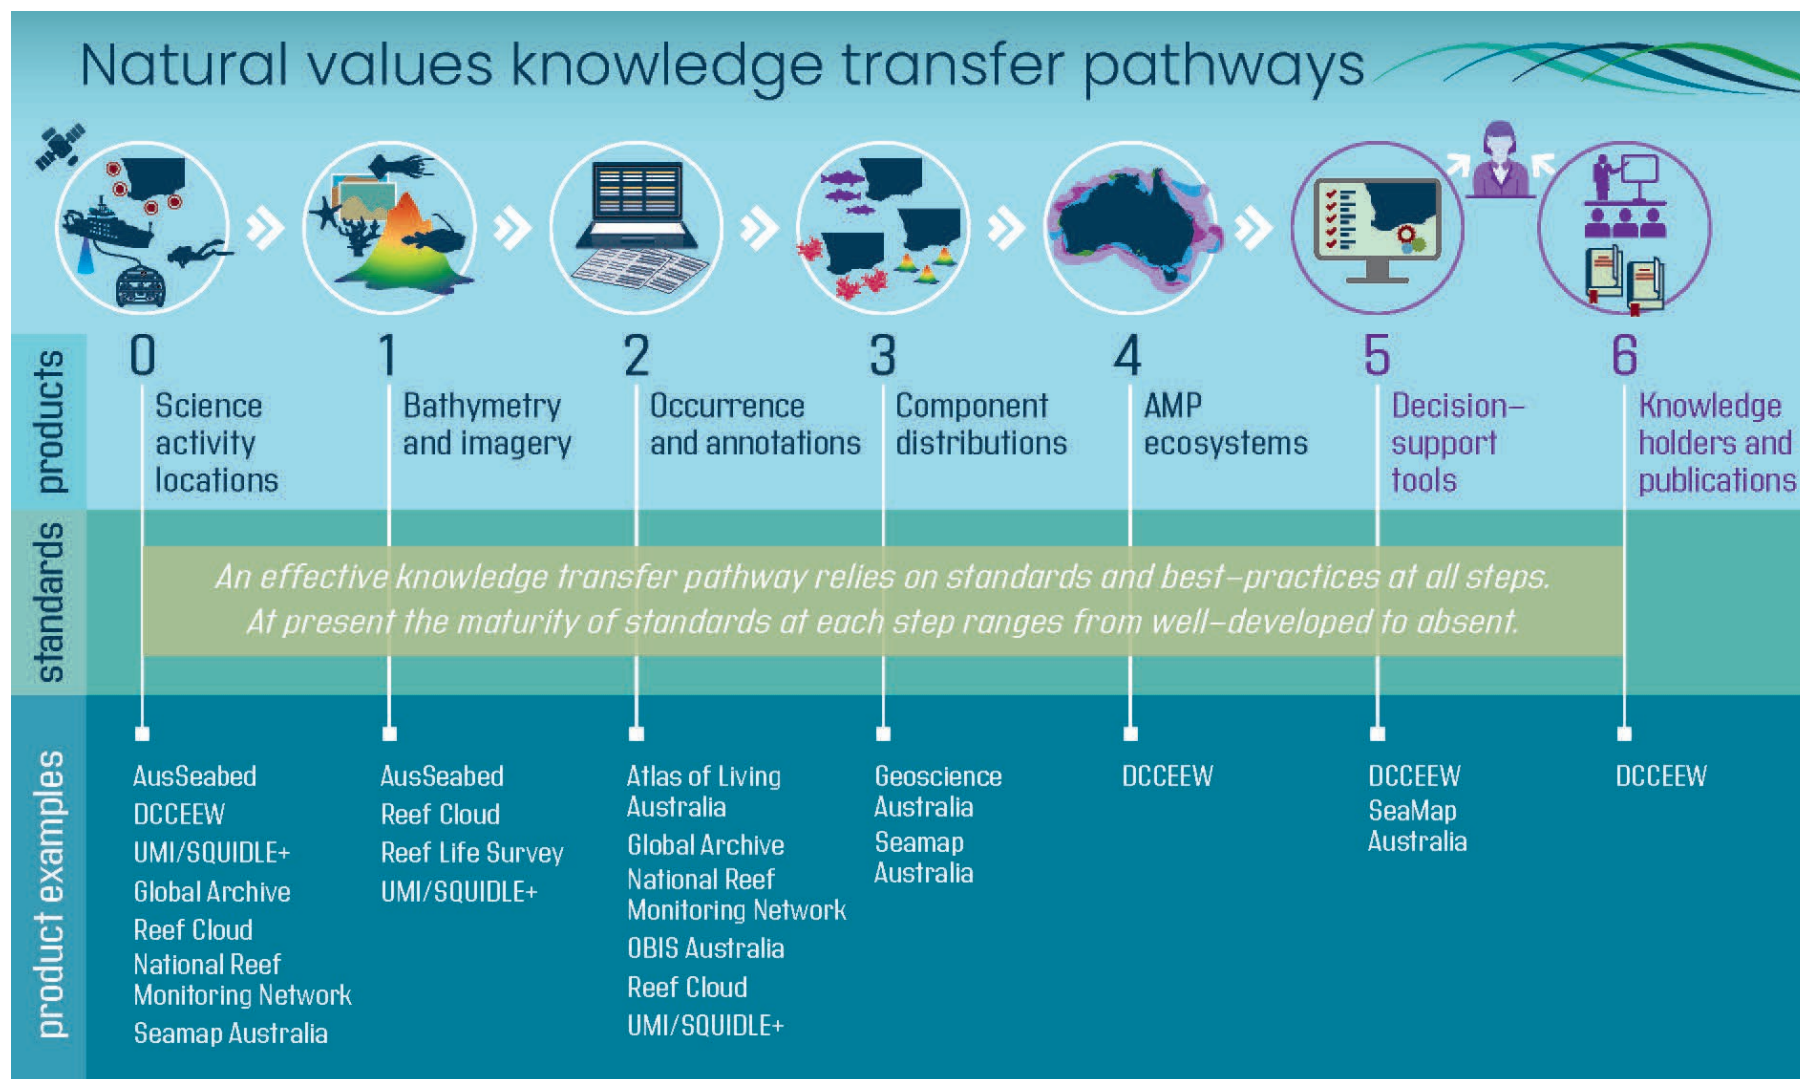 Natural values knowledge transfer pathways
products
0
Science
activity
locations
1
Bathymetry
and imagery
2
Occurrence
and annotations
3
Component
distributions
4
AMP
ecosystems
5
Decision–
support
tools
6
Knowledge
holders and
publications
standards
An effective knowledge transfer pathway relies on standards and best–practices at all steps.
At present the maturity of standards at each step ranges from well–developed to absent.
product examples
AusSeabed
DCCEEW
UMI/SQUIDLE+
Global Archive
Reef Cloud
National Reef
Monitoring Network
Seamap Australia
AusSeabed
Reef Cloud
Reef Life Survey
UMI/SQUIDLE+
Atlas of Living
Australia
Global Archive
National Reef
Monitoring Network
OBIS Australia
Reef Cloud
UMI/SQUIDLE+
Geoscience
Australia
Seamap
Australia
DCCEEW
DCCEEW
SeaMap
Australia
DCCEEW